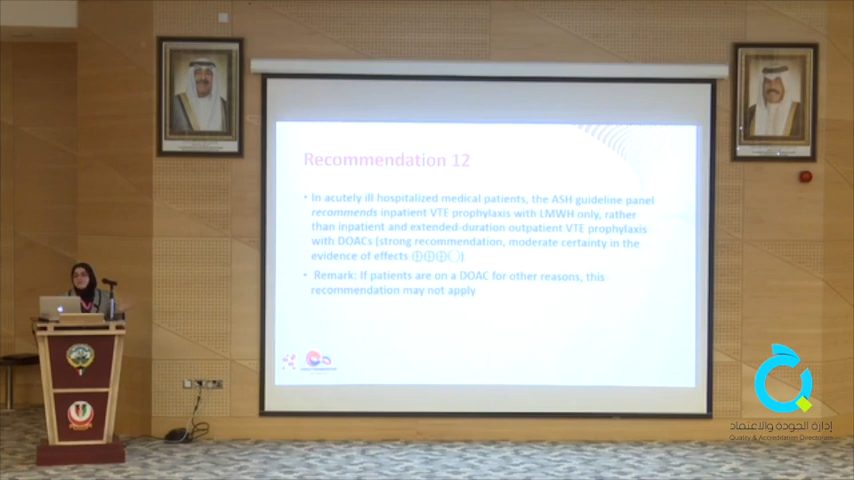 Recommendation 12
• In acutely ill hospitalized medical patients, the ASH guideline panel
recommends inpatient VTE prophylaxis with LMWH only, rather
than inpatient and extended-duration outpatient VTE prophylaxis
with DOACs (strong recommendation, moderate certainty in the
evidence of effects ⨁⨁⨁◯)
• Remark: If patients are on a DOAC for other reasons, this
recommendation may not apply
إدارة الجودة والاعتماد
Quality & Accreditation Directorate